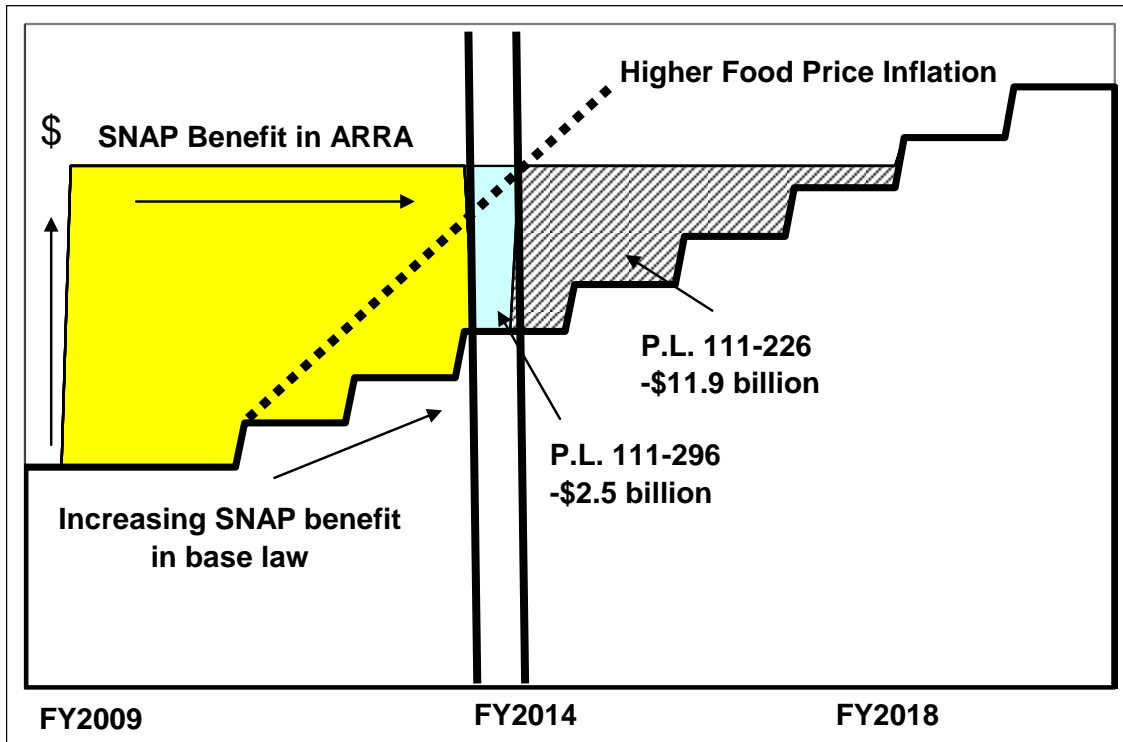 Higher Food Price Inflation
$
SNAP Benefit in ARRA
P.L. 111-226
-$11.9 billion
P.L. 111-296
-$2.5 billion
Increasing SNAP benefit
in base law
FY2009
FY2014
FY2018